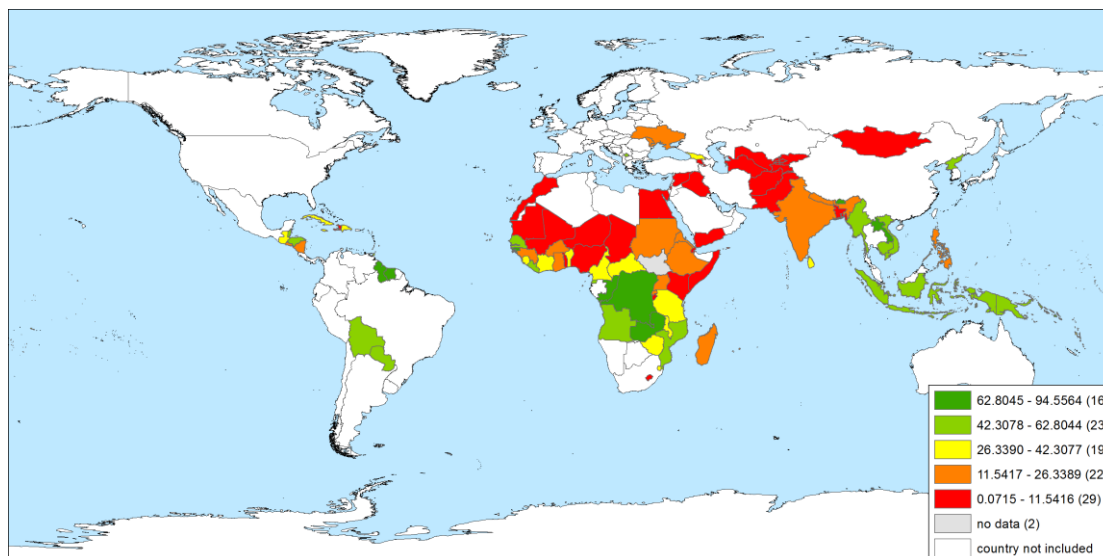 62.8045 - 94.5564 (16
42.3078 - 62.8044 (23
26.3390 - 42.3077 (19
11.5417 - 26.3389 (22
0.0715 - 11.5416 (29)
no data (2)
country not included